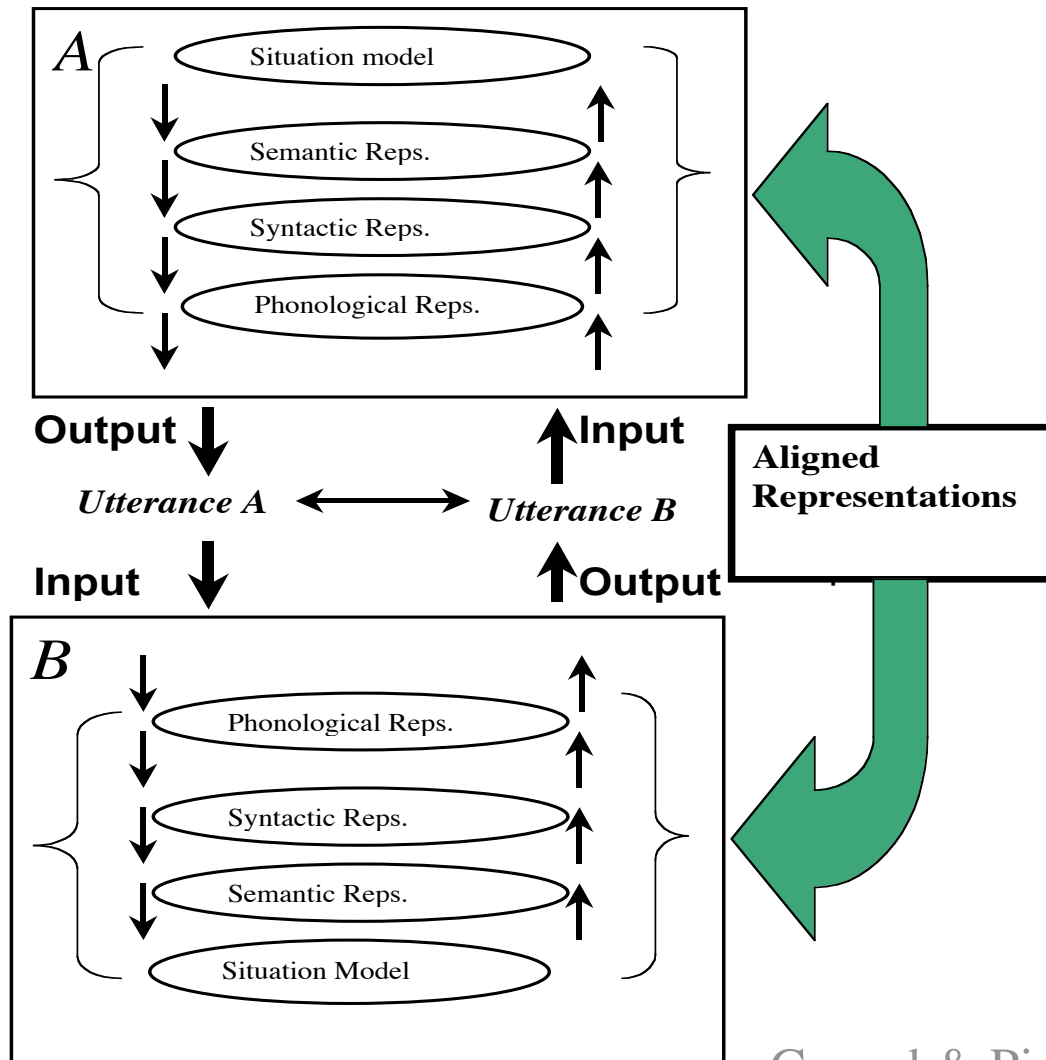 A
Situation model
Semantic Reps.
Syntactic Reps.
Phonological Reps.
Output
Input
Utterance A
Utterance B
Aligned
Representations
Input
Output
B
Phonological Reps.
Syntactic Reps.
Semantic Reps.
Situation Model